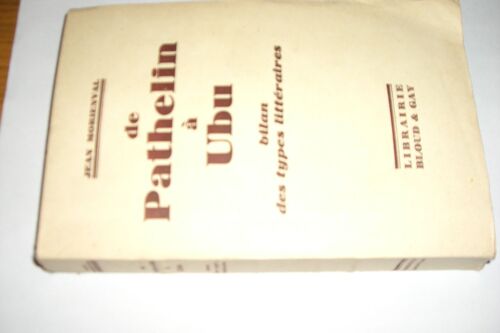 JEAN MORIENVAL
de
Pathelin
à
Ubu
bilan
des types littéraires
LIBRAIRIE
BLOUD & GAY